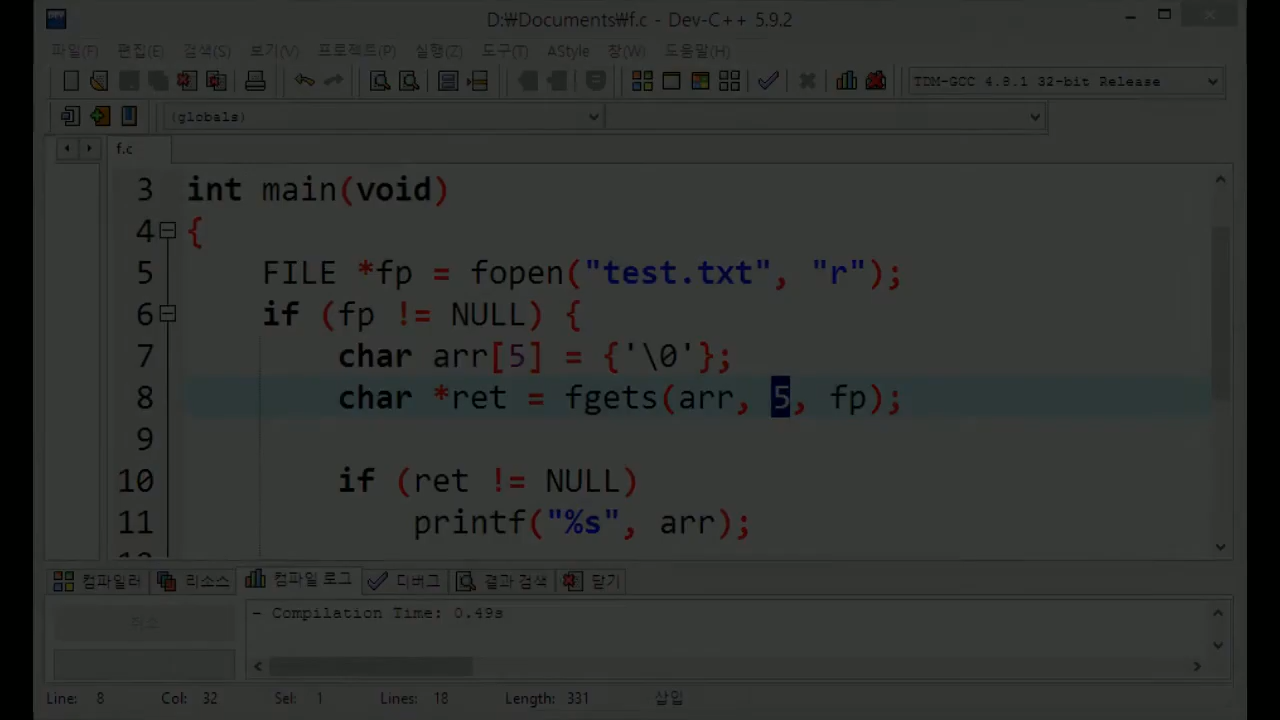 D:₩Documents₩f.c - Dev-C++ 5.9.2
파일(F) 편집(E) 검색(S) 보기(V) 프로젝트(P) 실행(Z) 도구(T) AStyle 창(W) 도움말(H)
TDM-GCC 4.8.1 32-bit Release
(globals)
f.c
3 int main(void)
4 {
5 FILE *fp = fopen("test.txt", "r");
6 if (fp != NULL) {
7 char arr[5] = {'\0'};
8 char *ret = fgets(arr, 5, fp);
9
10 if (ret != NULL)
11 printf("%s", arr);
컴파일러 리소스 컴파일 로그 디버그 결과 검색 닫기
취소
- Compilation Time: 0.49s
Line: 8 Col: 32 Sel: 1 Lines: 18 Length: 331 삽입